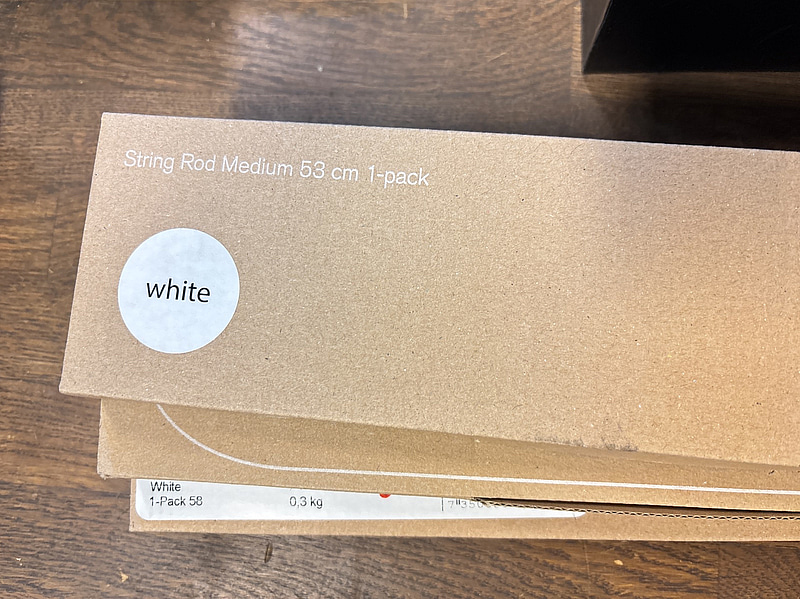 String Rod Medium 53 cm 1-pack
white
White
1-Pack 58 0,3 kg